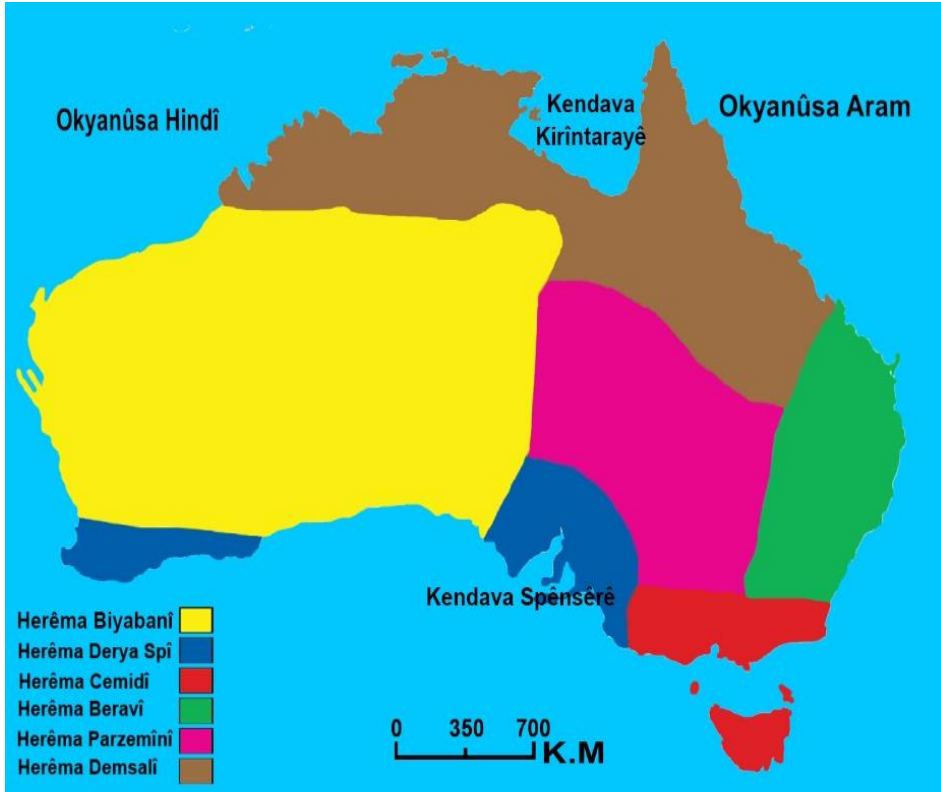 Okyanûsa Hindî
Kendava
Kirîntarayê
Okyanûsa Aram
Kendava Spênsêrê
Herêma Biyabanî
Herêma Derya Spî
Herêma Cemidî
Herêma Beravî
Herêma Parzemînî
Herêma Demsalî
0 350 700
K.M